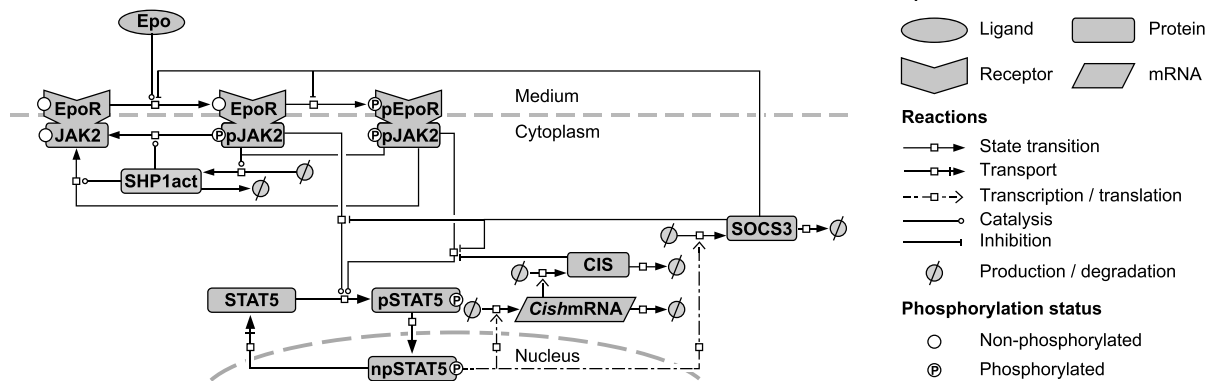 Epo
EpoR
EpoR
pEpoR
JAK2
P
pJAK2
P
P
pJAK2
Medium
Cytoplasm
SHP1act
SOCS3
CIS
STAT5
pSTAT5
P
CishmRNA
npSTAT5
P
Nucleus
Ligand
Protein
Receptor
mRNA
Reactions
State transition
Transport
Transcription / translation
Catalysis
Inhibition
Production / degradation
Phosphorylation status
Non-phosphorylated
P
Phosphorylated